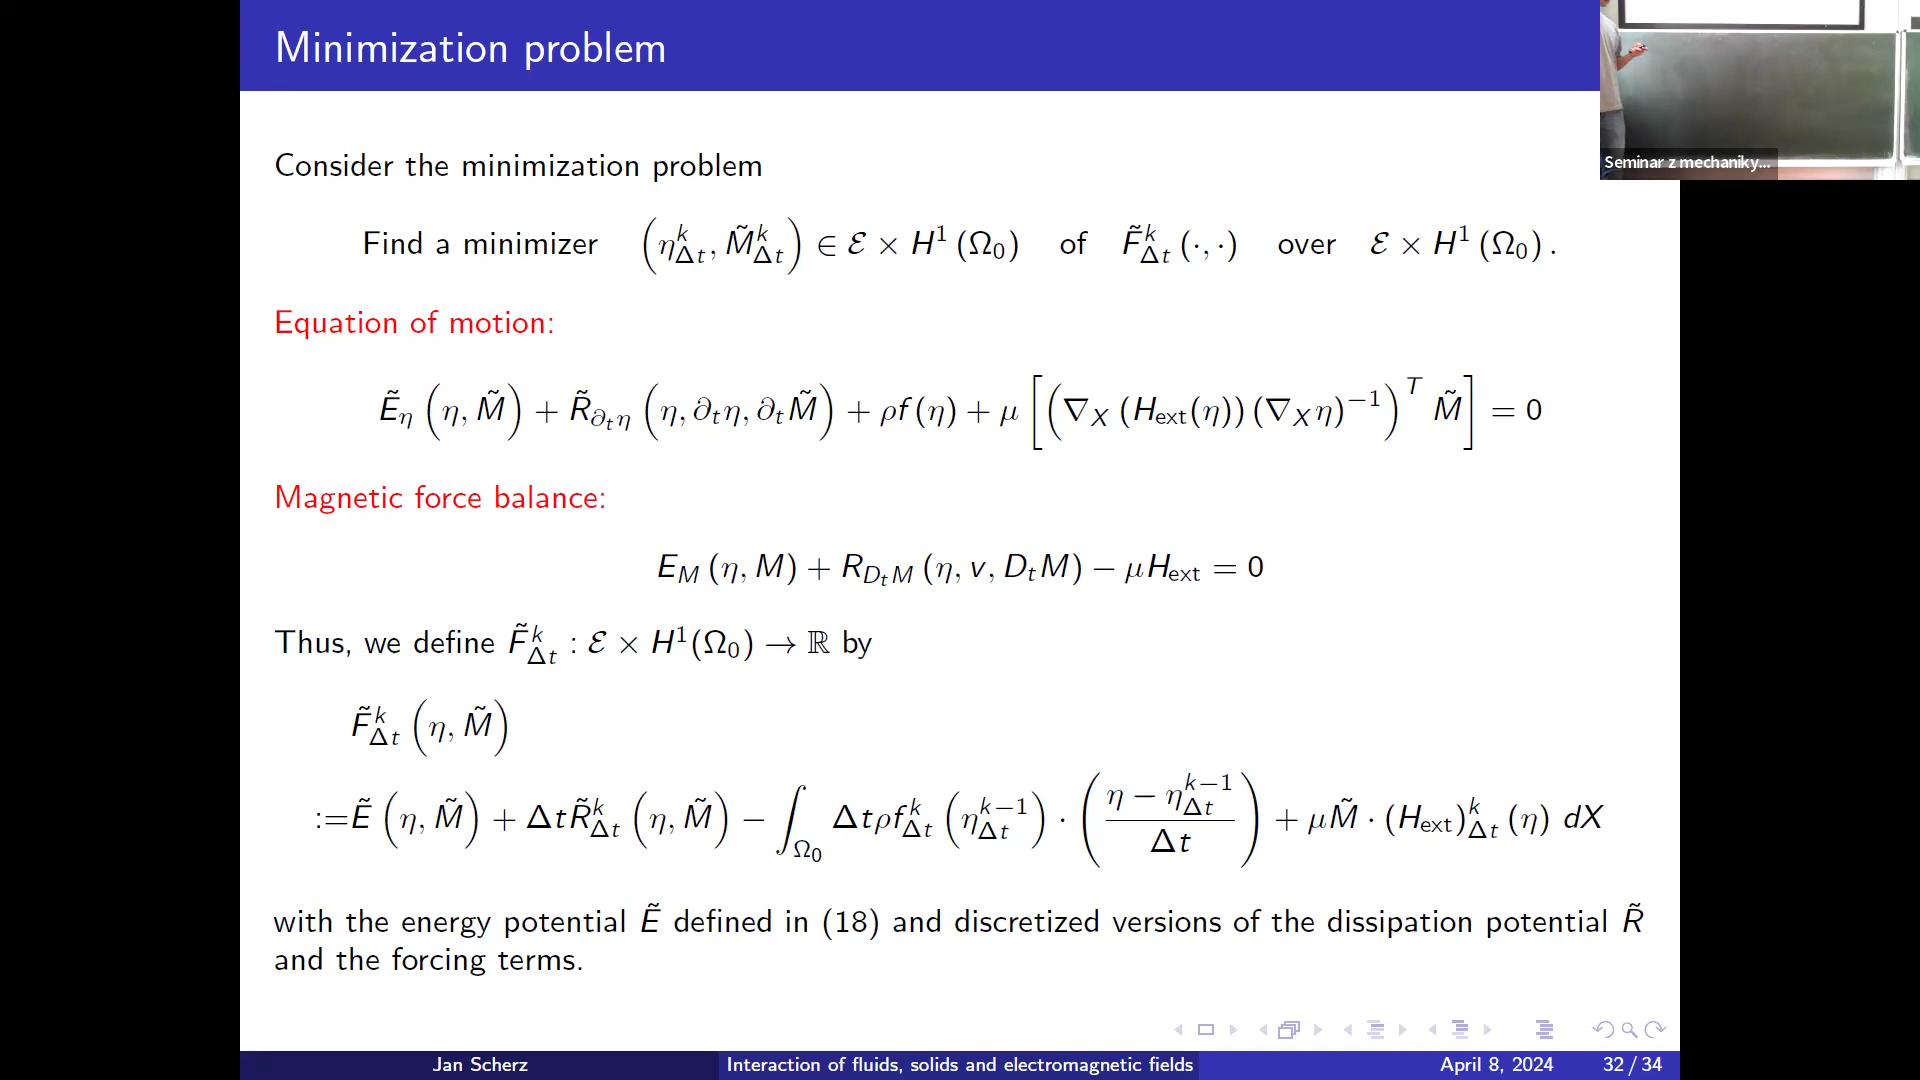 Minimization problem
Seminar z mechaniky...
Consider the minimization problem
Find a minimizer (η^k_{Δt}, M̃^k_{Δt}) ∈ ℰ × H^1(Ω_0) of F̃^k_{Δt}(·,·) over ℰ × H^1(Ω_0).
Equation of motion:
Ẽ_η(η, M̃) + R̃_{∂_tη}(η, ∂_tη, ∂_tM̃) + ρf(η) + μ[(∇_X(H_ext(η))(∇_Xη)^{−1})^T M̃] = 0
Magnetic force balance:
E_M(η, M) + R_{D_tM}(η, v, D_tM) − μH_ext = 0
Thus, we define F̃^k_{Δt} : ℰ × H^1(Ω_0) → ℝ by
F̃^k_{Δt}(η, M̃)
:=Ẽ(η, M̃) + ΔtR̃^k_{Δt}(η, M̃) − ∫_{Ω_0} Δtρf^k_{Δt}(η^{k−1}_{Δt}) · ((η − η^{k−1}_{Δt})/Δt) + μM̃ · (H_ext)^k_{Δt}(η) dX
with the energy potential Ẽ defined in (18) and discretized versions of the dissipation potential R̃
and the forcing terms.
Jan Scherz Interaction of fluids, solids and electromagnetic fields April 8, 2024 32 / 34